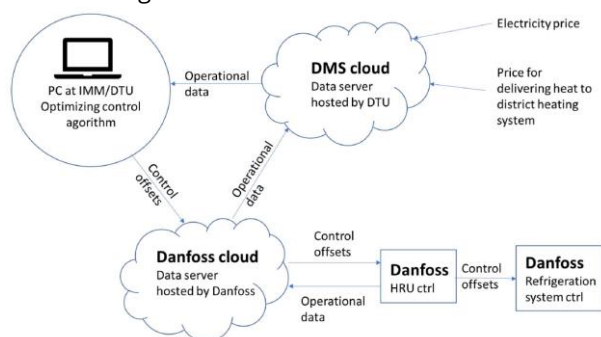 Electricity price
Price for
delivering heat to
district heating
system
DMS cloud
Data server
hosted by DTU
Operational
data
PC at IMM/DTU
Optimizing control
agorithm
Control
offsets
Operational
data
Danfoss cloud
Data server
hosted by Danfoss
Control
offsets
Operational
data
Danfoss
HRU ctrl
Control
offsets
Danfoss
Refrigeration
system ctrl